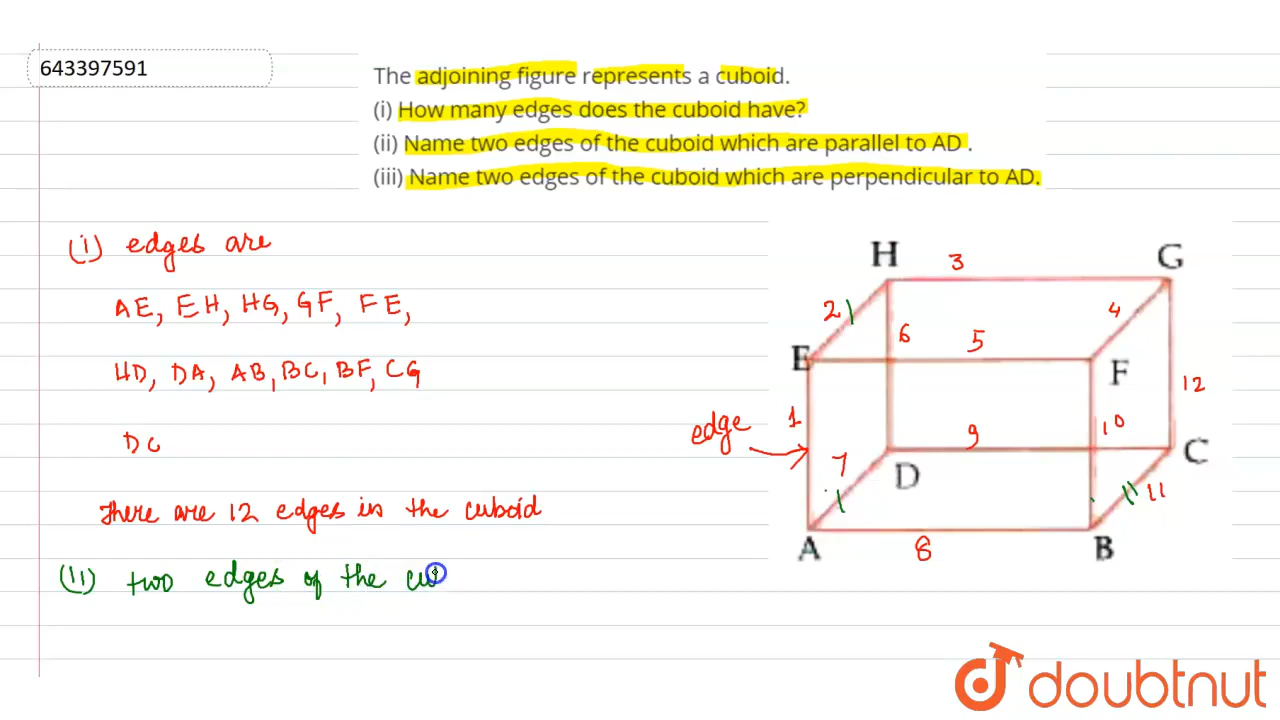 643397591
The adjoining figure represents a cuboid.
(i) How many edges does the cuboid have?
(ii) Name two edges of the cuboid which are parallel to AD .
(iii) Name two edges of the cuboid which are perpendicular to AD.
(i) edges are
AE, EH, HG, GF, FE,
HD, DA, AB, BC, BF, CG
DC
There are 12 edges in the cuboid
(ii) two edges of the cu
H 3 G
2 4
6 5
E F
1 12
edge 10
9 C
7 D
11
A 8 B
doubtnut